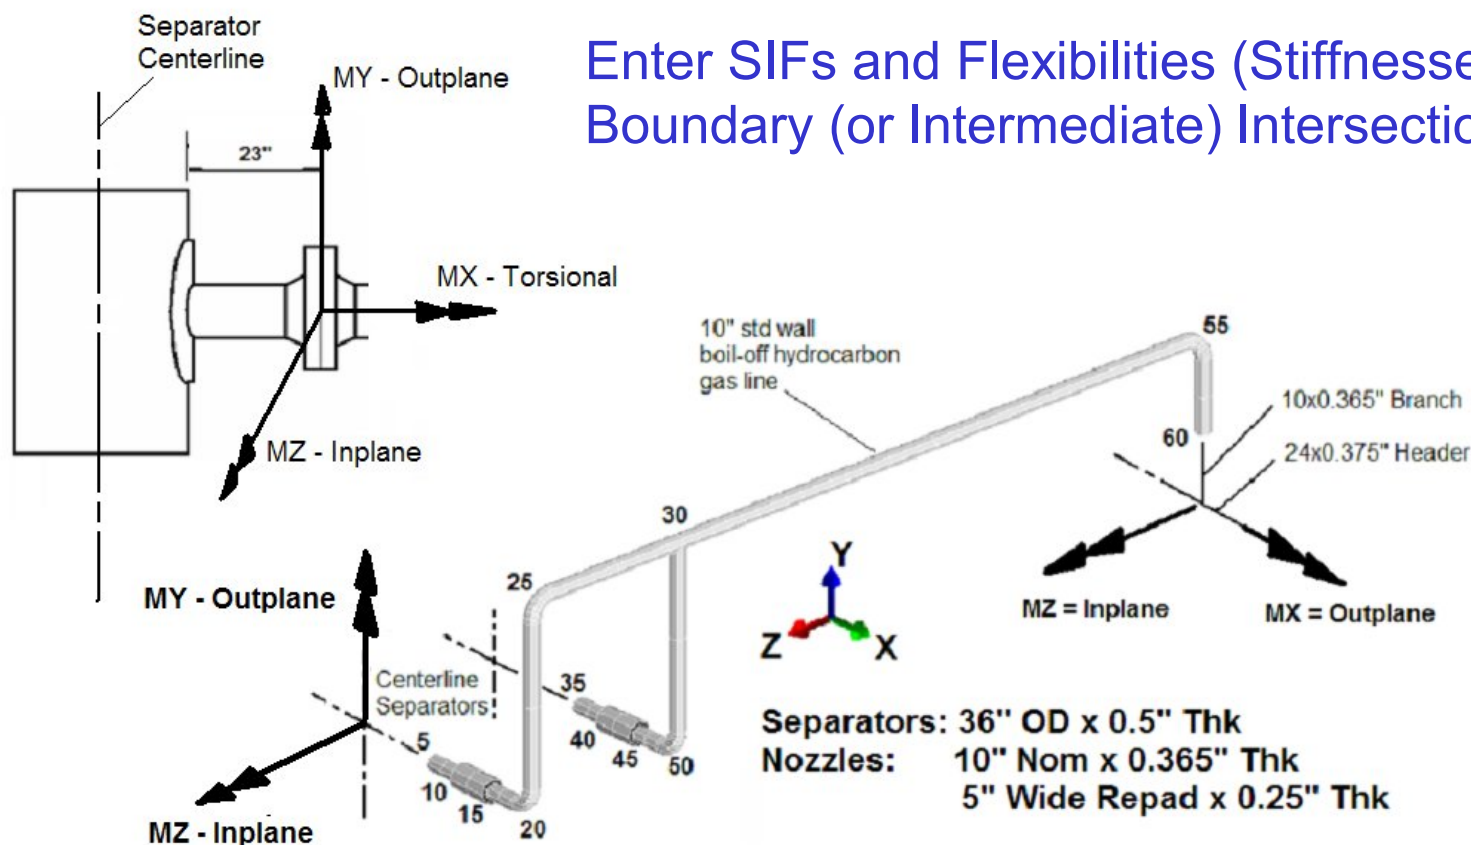 Separator
Centerline
MY - Outplane
Enter SIFs and Flexibilities (Stiffnesse
Boundary (or Intermediate) Intersectio
23"
MX - Torsional
MZ - Inplane
10" std wall
boil-off hydrocarbon
gas line
55
10x0.365" Branch
60
24x0.375" Header
30
25
MY - Outplane
Y
Z
X
MZ = Inplane
MX = Outplane
Centerline
Separators
35
5
40
45
50
10
15
20
MZ - Inplane
Separators: 36" OD x 0.5" Thk
Nozzles: 10" Nom x 0.365" Thk
5" Wide Repad x 0.25" Thk